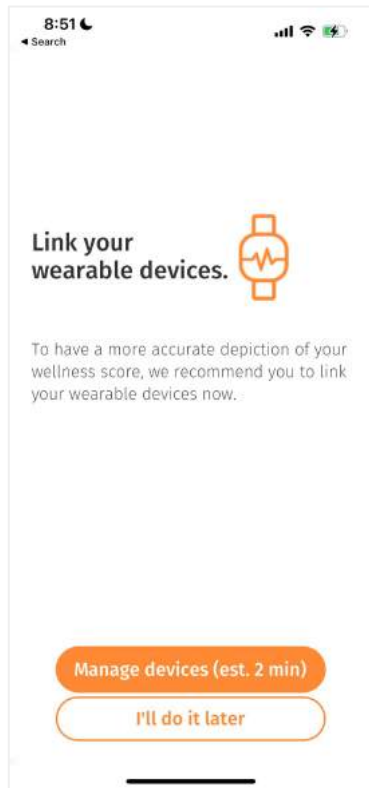 8:51
Search
Link your
wearable devices.
To have a more accurate depiction of your
wellness score, we recommend you to link
your wearable devices now.
Manage devices (est. 2 min)
I'll do it later